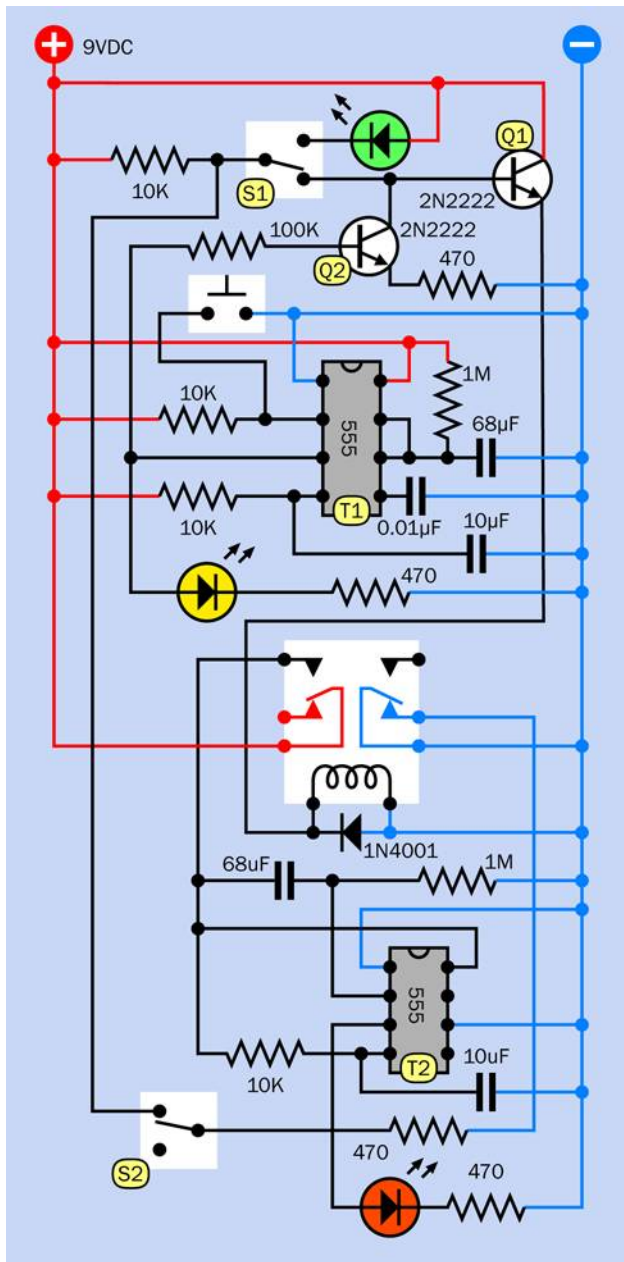 + 9VDC −
Q1
10K
S1
2N2222
100K 2N2222
470
Q2
1M
10K
68µF
555
T1
10K
0.01µF 10µF
470
1N4001
68uF 1M
555
T2
10uF
10K
S2
470 470